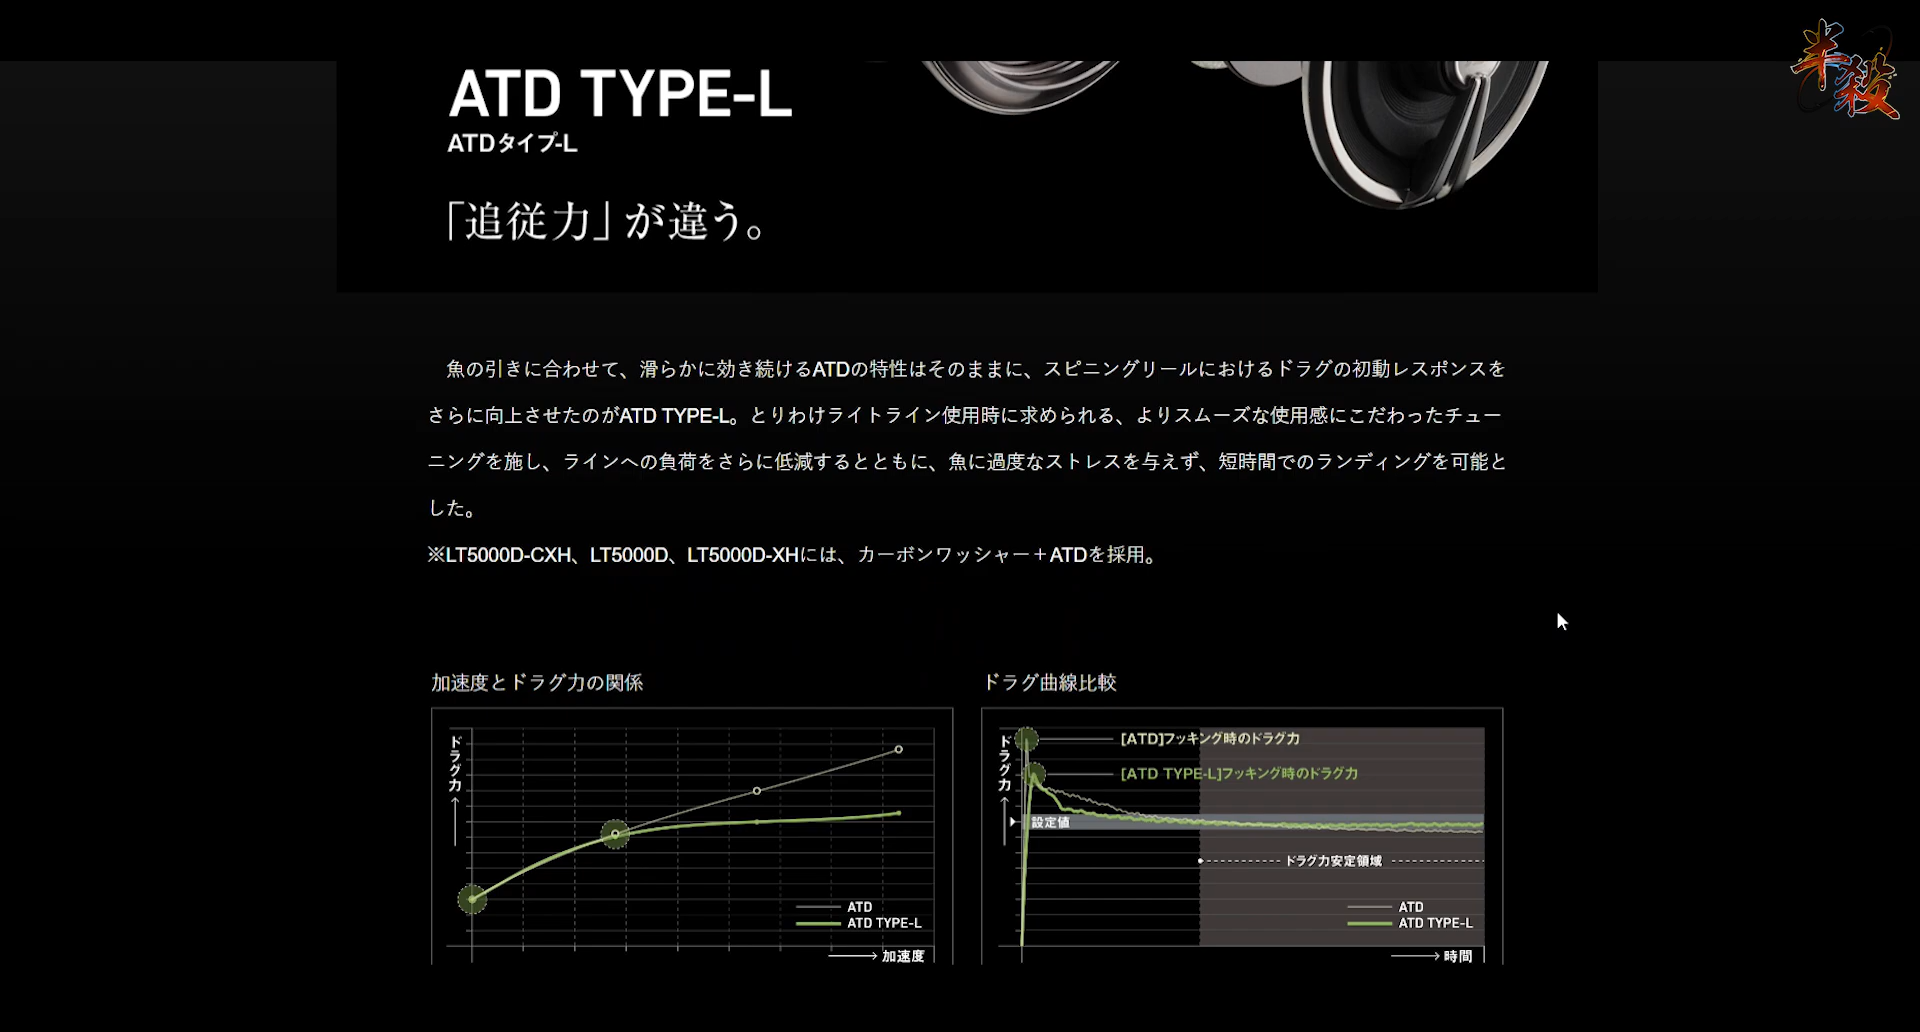 半殺
ATD TYPE-L
ATDタイプ-L
「追従力」が違う。
魚の引きに合わせて、滑らかに効き続けるATDの特性はそのままに、スピニングリールにおけるドラグの初動レスポンスを
さらに向上させたのがATD TYPE-L。とりわけライトライン使用時に求められる、よりスムーズな使用感にこだわったチュー
ニングを施し、ラインへの負荷をさらに低減するとともに、魚に過度なストレスを与えず、短時間でのランディングを可能と
した。
※LT5000D-CXH、LT5000D、LT5000D-XHには、カーボンワッシャー＋ATDを採用。
加速度とドラグ力の関係
ドラグ力
ATD
ATD TYPE-L
加速度
ドラグ曲線比較
ドラグ力
[ATD]フッキング時のドラグ力
[ATD TYPE-L]フッキング時のドラグ力
設定値
ドラグ力安定領域
ATD
ATD TYPE-L
時間